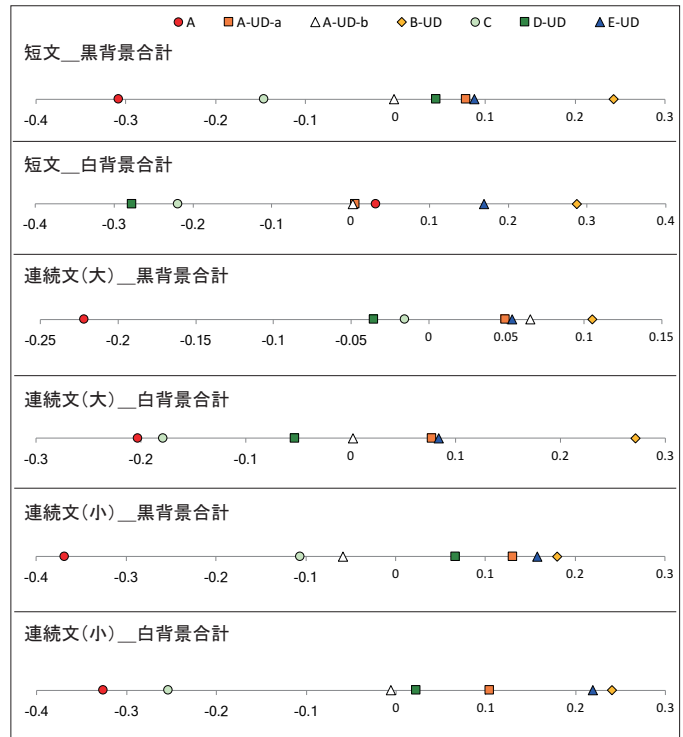 A A-UD-a A-UD-b B-UD C D-UD E-UD
短文__黒背景合計
-0.4 -0.3 -0.2 -0.1 0 0.1 0.2 0.3
短文__白背景合計
-0.4 -0.3 -0.2 -0.1 0 0.1 0.2 0.3 0.4
連続文(大)__黒背景合計
-0.25 -0.2 -0.15 -0.1 -0.05 0 0.05 0.1 0.15
連続文(大)__白背景合計
-0.3 -0.2 -0.1 0 0.1 0.2 0.3
連続文(小)__黒背景合計
-0.4 -0.3 -0.2 -0.1 0 0.1 0.2 0.3
連続文(小)__白背景合計
-0.4 -0.3 -0.2 -0.1 0 0.1 0.2 0.3